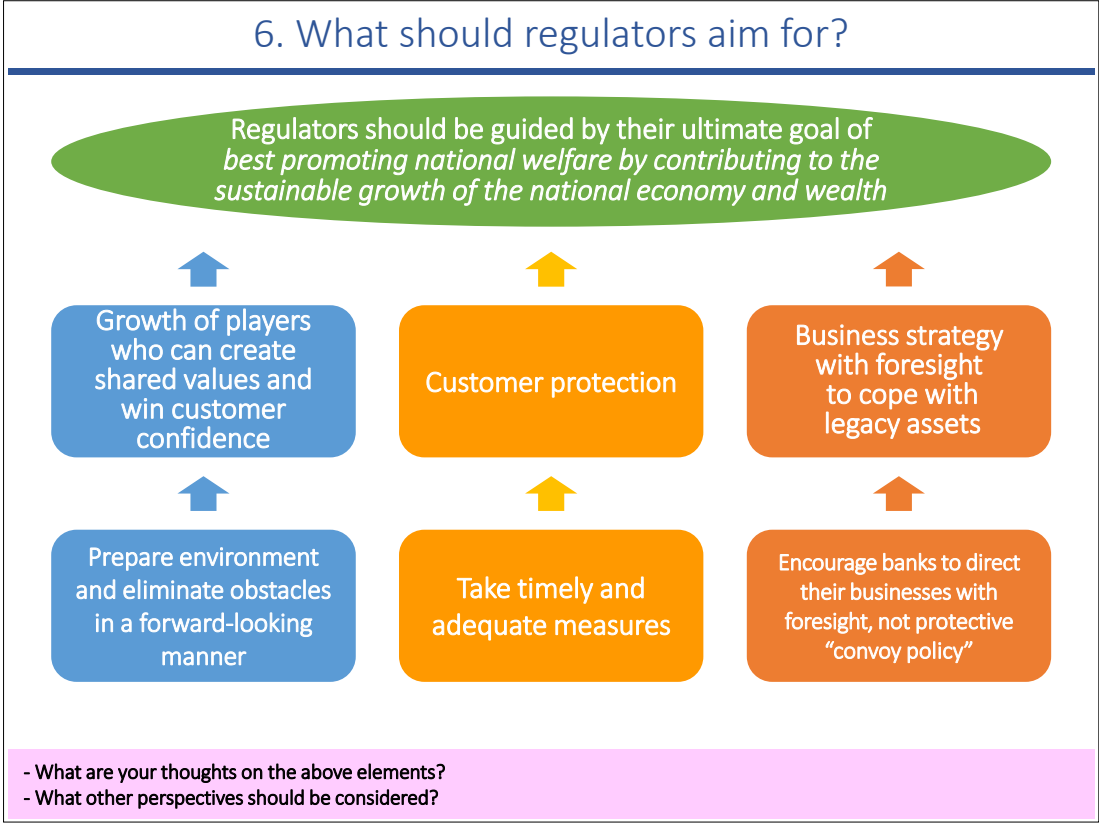 6. What should regulators aim for?
Regulators should be guided by their ultimate goal of
best promoting national welfare by contributing to the
sustainable growth of the national economy and wealth
Growth of players
who can create
shared values and
win customer
confidence
Customer protection
Business strategy
with foresight
to cope with
legacy assets
Prepare environment
and eliminate obstacles
in a forward-looking
manner
Take timely and
adequate measures
Encourage banks to direct
their businesses with
foresight, not protective
“convoy policy”
- What are your thoughts on the above elements?
- What other perspectives should be considered?